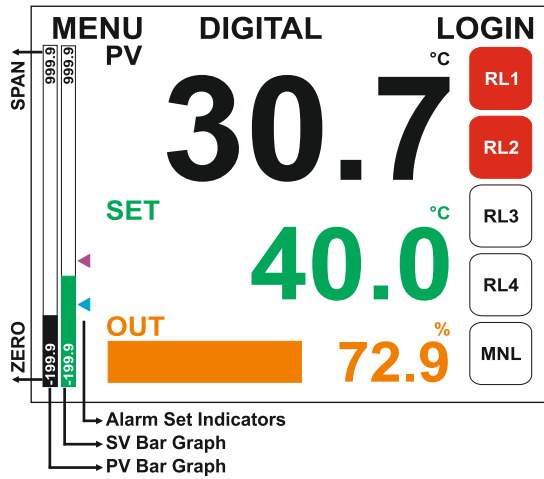 MENU DIGITAL LOGIN
SPAN
999.9
999.9
PV
°C
30.7
RL1
RL2
SET
°C
40.0
RL3
RL4
OUT
%
72.9
MNL
ZERO
-199.9
-199.9
Alarm Set Indicators
SV Bar Graph
PV Bar Graph